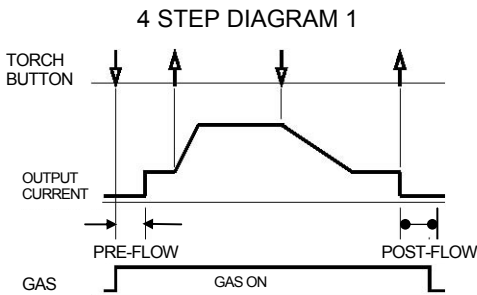 4 STEP DIAGRAM 1
TORCH
BUTTON
OUTPUT
CURRENT
PRE-FLOW
POST-FLOW
GAS
GAS ON